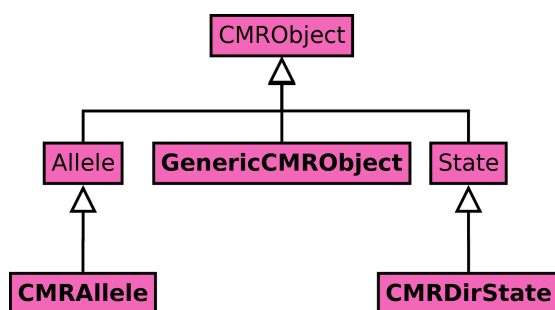 CMRObject
Allele
GenericCMRObject
State
CMRAllele
CMRDirState